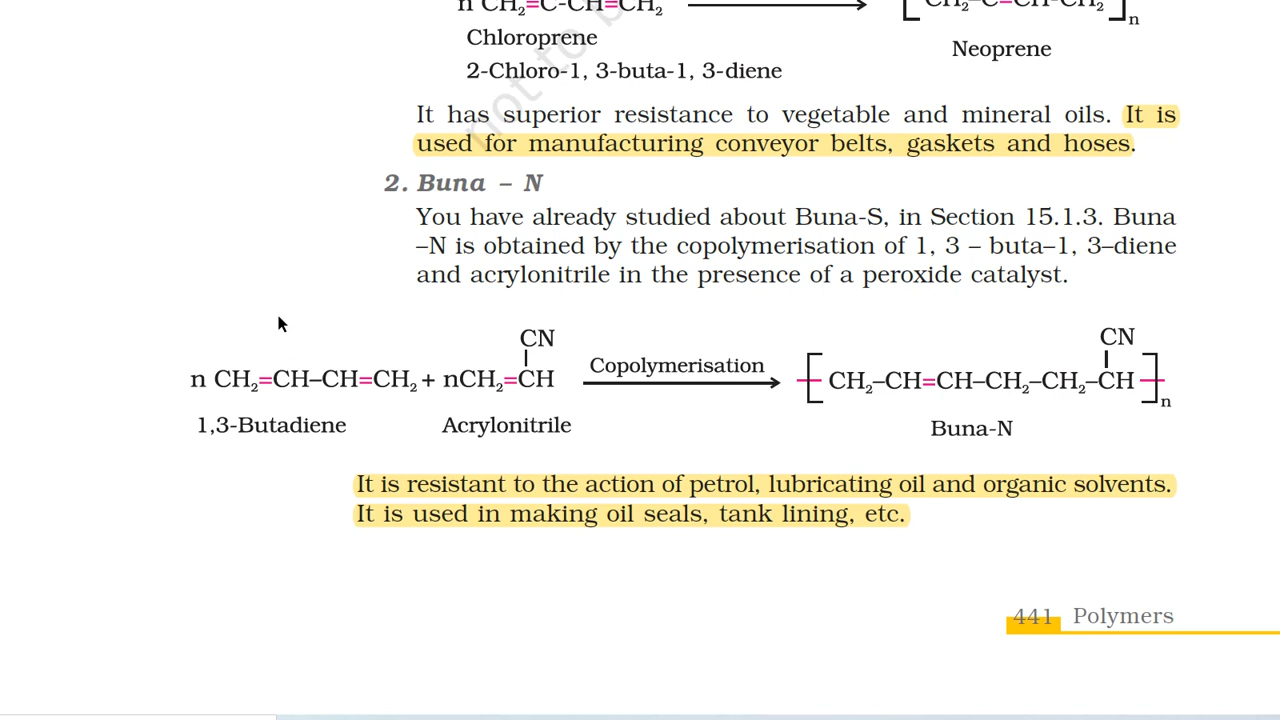 n CH₂=C-CH=CH₂
CH₂–C=CH-CH₂
n
Chloroprene
Neoprene
2-Chloro-1, 3-buta-1, 3-diene
not to b
It has superior resistance to vegetable and mineral oils. It is
used for manufacturing conveyor belts, gaskets and hoses.
2. Buna – N
You have already studied about Buna-S, in Section 15.1.3. Buna
–N is obtained by the copolymerisation of 1, 3 – buta–1, 3–diene
and acrylonitrile in the presence of a peroxide catalyst.
CN
CN
n CH₂=CH–CH=CH₂ + nCH₂=CH Copolymerisation [CH₂–CH=CH–CH₂–CH₂–CH]n
1,3-Butadiene Acrylonitrile Buna-N
It is resistant to the action of petrol, lubricating oil and organic solvents.
It is used in making oil seals, tank lining, etc.
441 Polymers